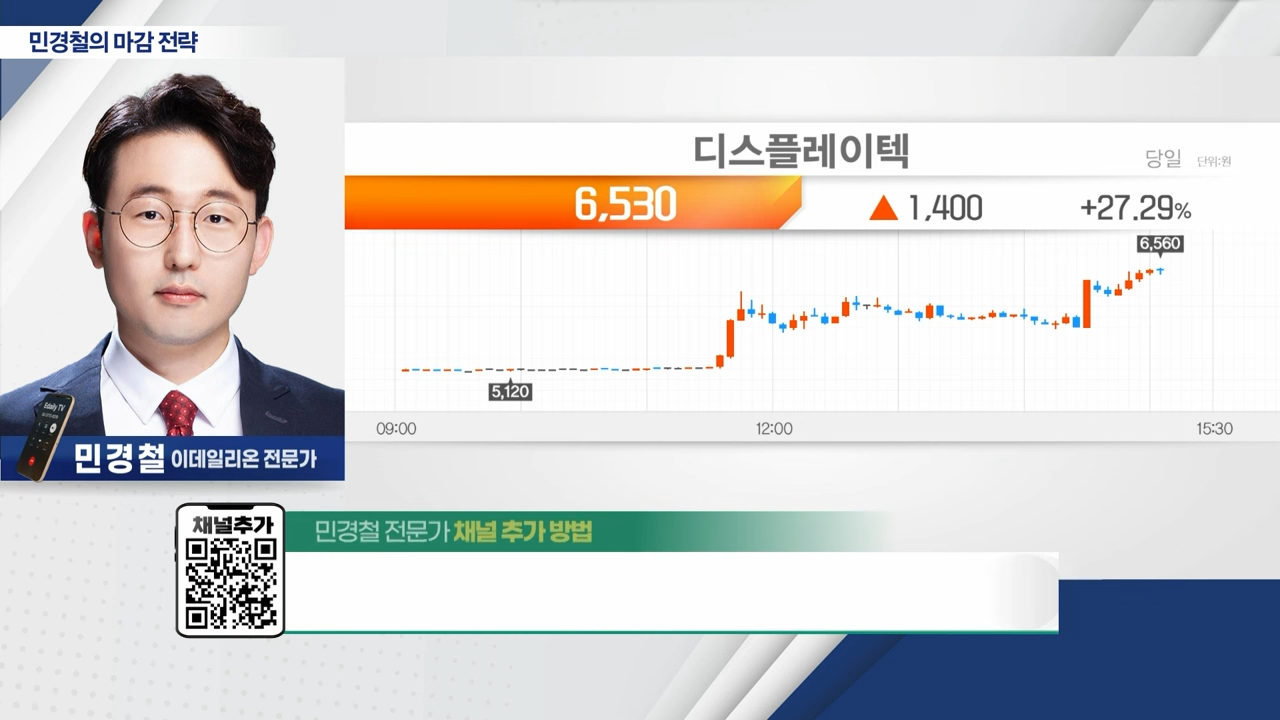 민경철의 마감 전략
디스플레이텍
당일 단위:원
6,530 ▲ 1,400 +27.29%
6,560
5,120
09:00 12:00 15:30
Edaily TV
민경철 이데일리온 전문가
채널추가
민경철 전문가 채널 추가 방법